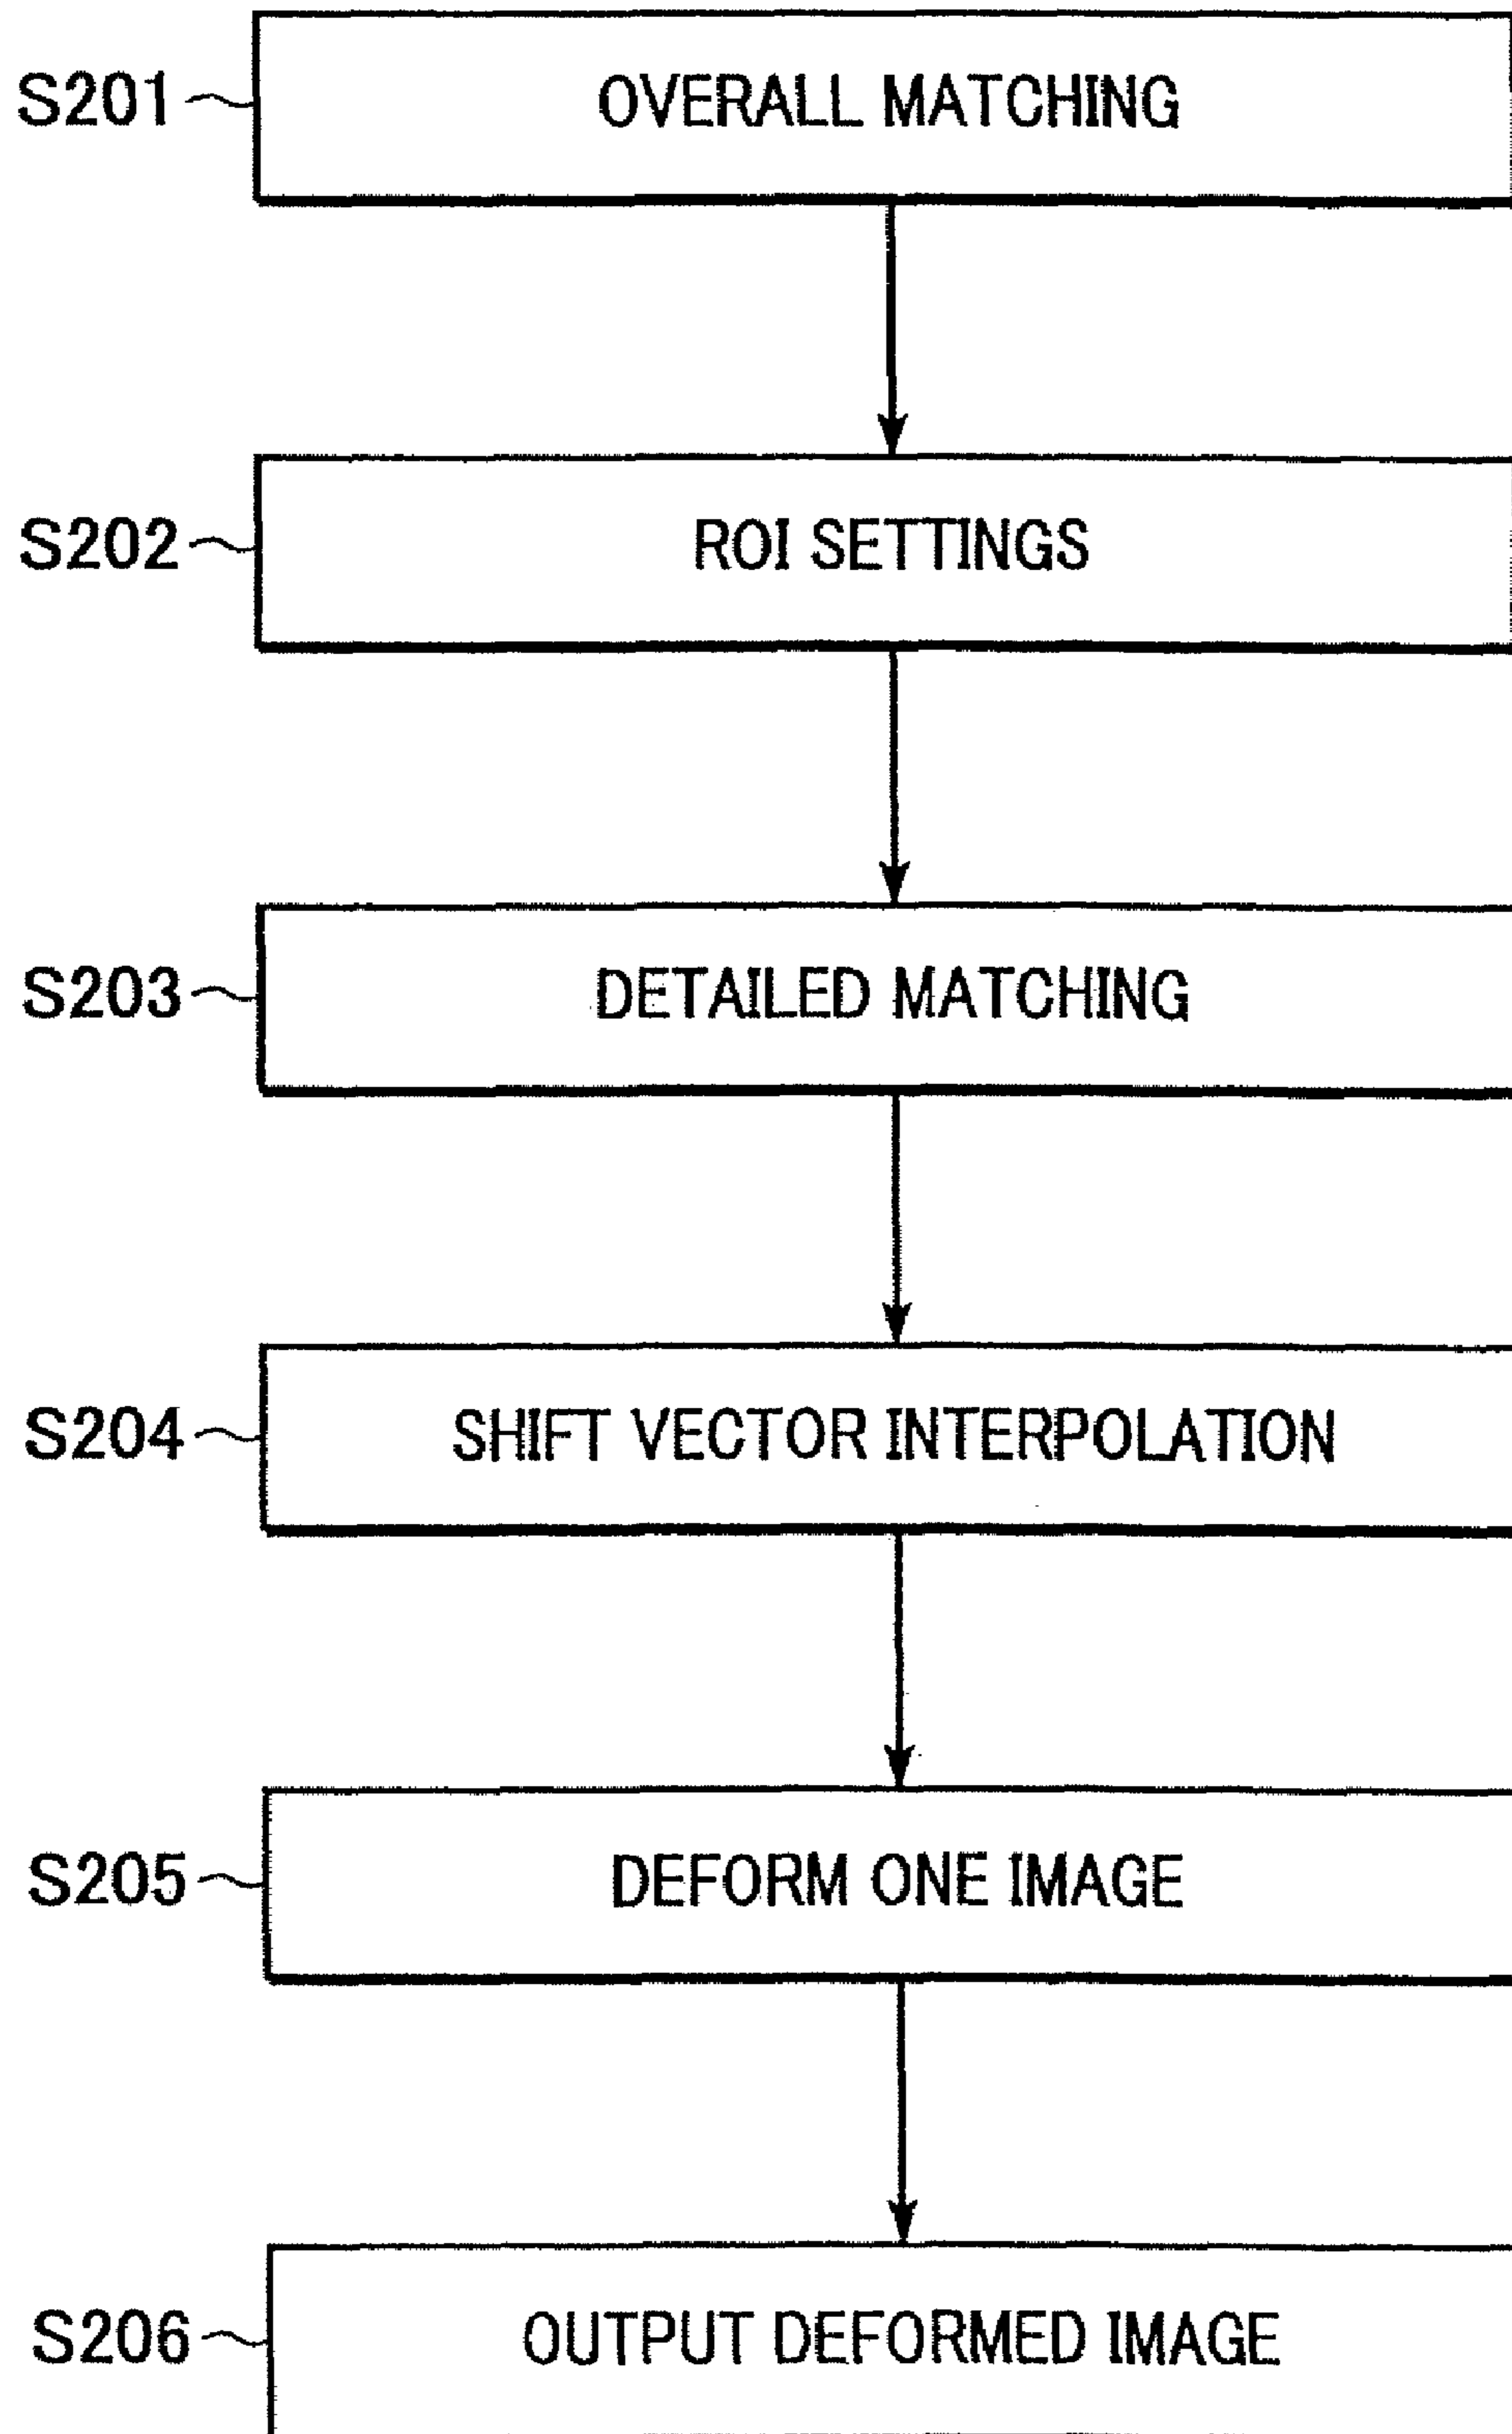 S201 OVERALL MATCHING
S202 ROI SETTINGS
S203 DETAILED MATCHING
S204 SHIFT VECTOR INTERPOLATION
S205 DEFORM ONE IMAGE
S206 OUTPUT DEFORMED IMAGE